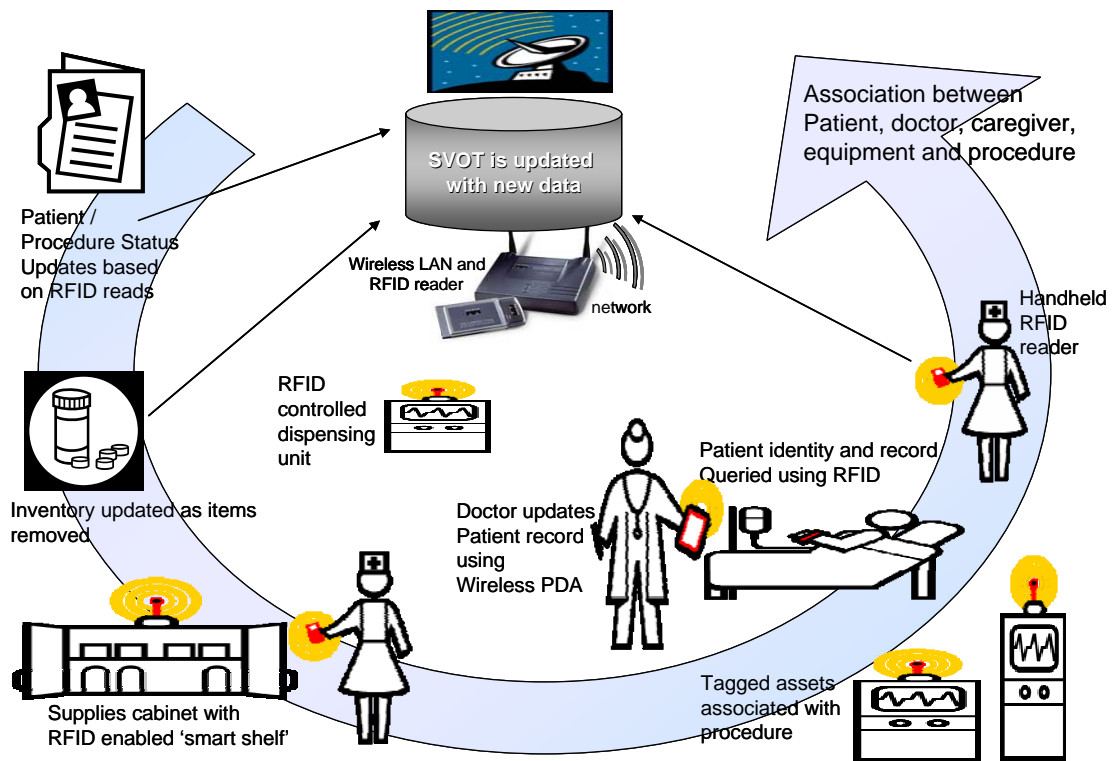 SVOT is updated
with new data
Association between
Patient, doctor, caregiver,
equipment and procedure
Patient /
Procedure Status
Updates based
on RFID reads
Wireless LAN and
RFID reader
network
Handheld
RFID
reader
RFID
controlled
dispensing
unit
Patient identity and record
Queried using RFID
Inventory updated as items
removed
Doctor updates
Patient record
using
Wireless PDA
Supplies cabinet with
RFID enabled ‘smart shelf’
Tagged assets
associated with
procedure